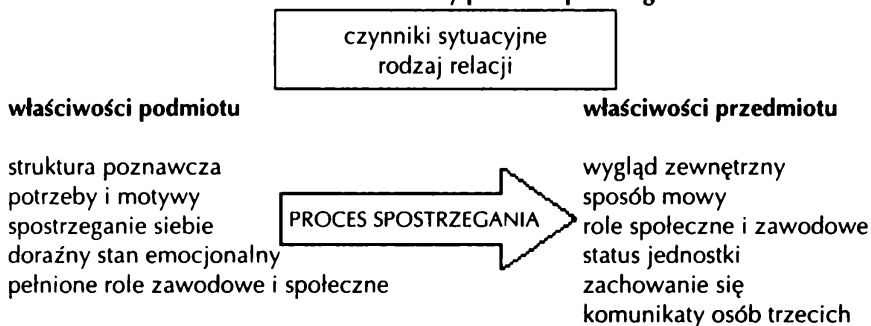 czynniki sytuacyjne
rodzaj relacji
właściwości podmiotu
struktura poznawcza
potrzeby i motywy
spostrzeganie siebie
doraźny stan emocjonalny
pełnione role zawodowe i społeczne
PROCES SPOSTRZEGANIA
właściwości przedmiotu
wygląd zewnętrzny
sposób mowy
role społeczne i zawodowe
status jednostki
zachowanie się
komunikaty osób trzecich